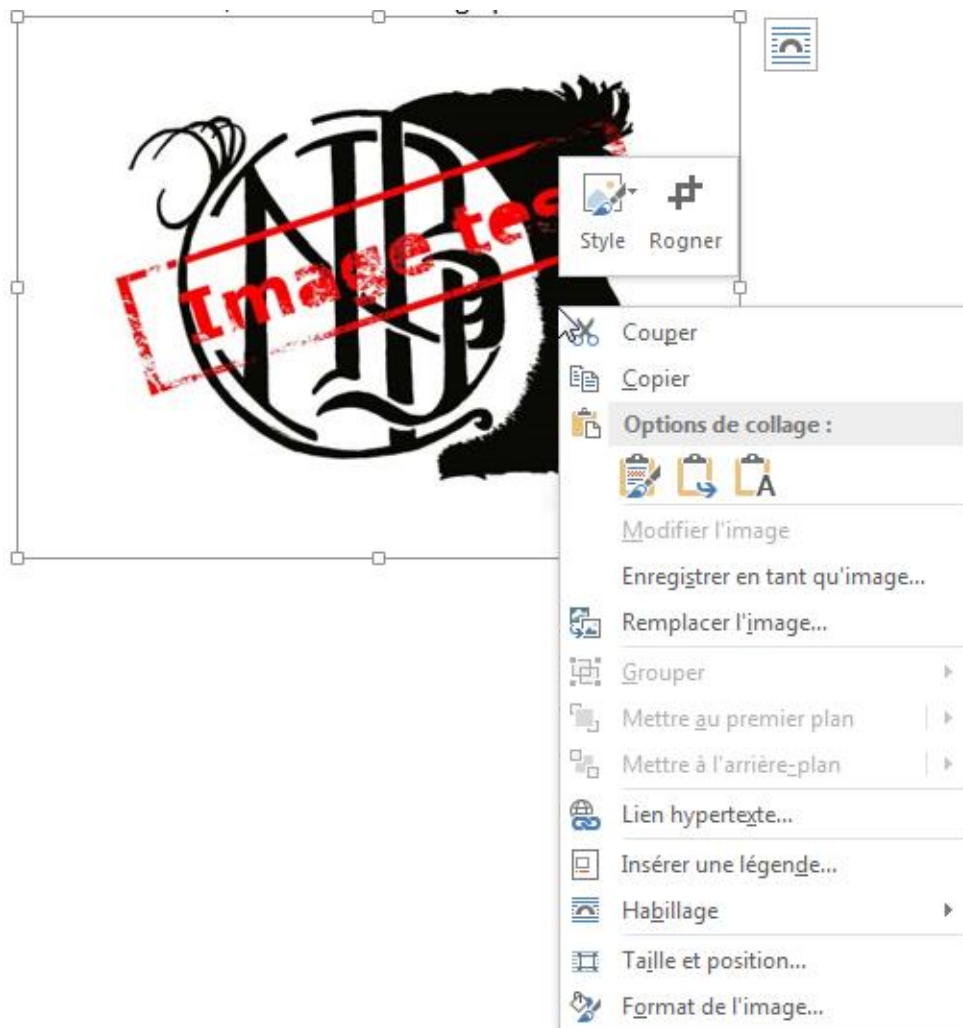 Image tes
Style Rogner
Couper
Copier
Options de collage :
Modifier l'image
Enregistrer en tant qu'image...
Remplacer l'image...
Grouper
Mettre au premier plan
Mettre à l'arrière-plan
Lien hypertexte...
Insérer une légende...
Habillage
Taille et position...
Format de l'image...